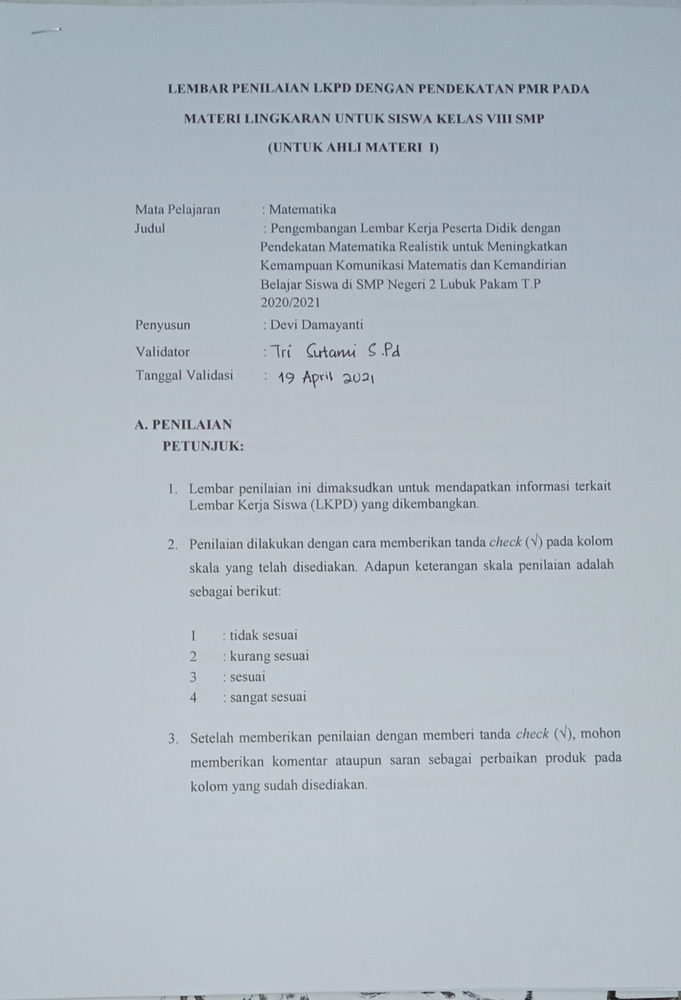 LEMBAR PENILAIAN LKPD DENGAN PENDEKATAN PMR PADA
MATERI LINGKARAN UNTUK SISWA KELAS VIII SMP
(UNTUK AHLI MATERI I)
Mata Pelajaran : Matematika
Judul : Pengembangan Lembar Kerja Peserta Didik dengan
Pendekatan Matematika Realistik untuk Meningkatkan
Kemampuan Komunikasi Matematis dan Kemandirian
Belajar Siswa di SMP Negeri 2 Lubuk Pakam T.P
2020/2021
Penyusun : Devi Damayanti
Validator : Tri Sutami S.Pd
Tanggal Validasi : 19 April 2021
A. PENILAIAN
PETUNJUK:
1. Lembar penilaian ini dimaksudkan untuk mendapatkan informasi terkait
Lembar Kerja Siswa (LKPD) yang dikembangkan.
2. Penilaian dilakukan dengan cara memberikan tanda check (√) pada kolom
skala yang telah disediakan. Adapun keterangan skala penilaian adalah
sebagai berikut:
1 : tidak sesuai
2 : kurang sesuai
3 : sesuai
4 : sangat sesuai
3. Setelah memberikan penilaian dengan memberi tanda check (√), mohon
memberikan komentar ataupun saran sebagai perbaikan produk pada
kolom yang sudah disediakan.